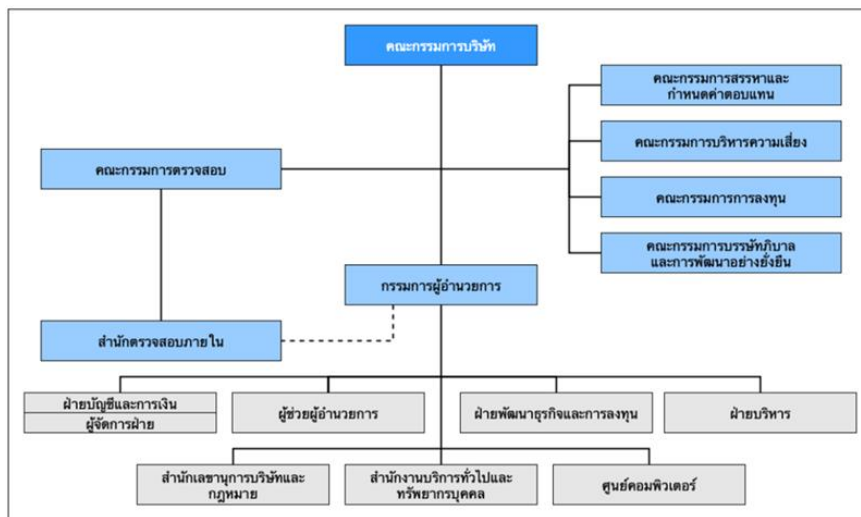 คณะกรรมการบริษัท
คณะกรรมการสรรหาและ
กำหนดค่าตอบแทน
คณะกรรมการบริหารความเสี่ยง
คณะกรรมการตรวจสอบ
คณะกรรมการการลงทุน
คณะกรรมการบรรษัทภิบาล
และการพัฒนาอย่างยั่งยืน
กรรมการผู้อำนวยการ
สำนักตรวจสอบภายใน
ฝ่ายบัญชีและการเงิน
ผู้จัดการฝ่าย
ผู้ช่วยผู้อำนวยการ
ฝ่ายพัฒนาธุรกิจและการลงทุน
ฝ่ายบริหาร
สำนักเลขานุการบริษัทและ
กฎหมาย
สำนักงานบริการทั่วไปและ
ทรัพยากรบุคคล
ศูนย์คอมพิวเตอร์